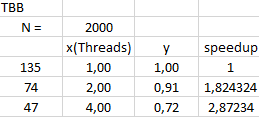 TBB
N = 2000
x(Threads) y speedup
135 1,00 1,00 1
74 2,00 0,91 1,824324
47 4,00 0,72 2,87234